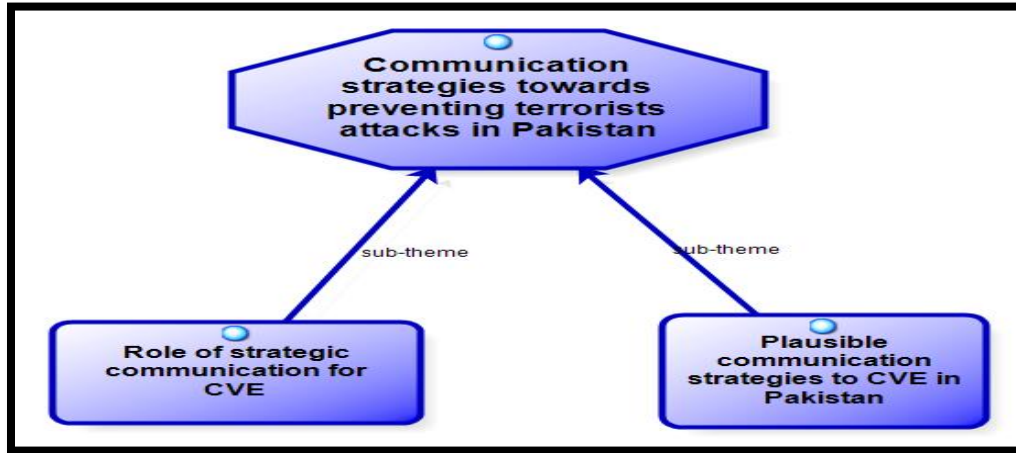 Communication
strategies towards
preventing terrorists
attacks in Pakistan
sub-theme
sub-theme
Role of strategic
communication for
CVE
Plausible
communication
strategies to CVE in
Pakistan